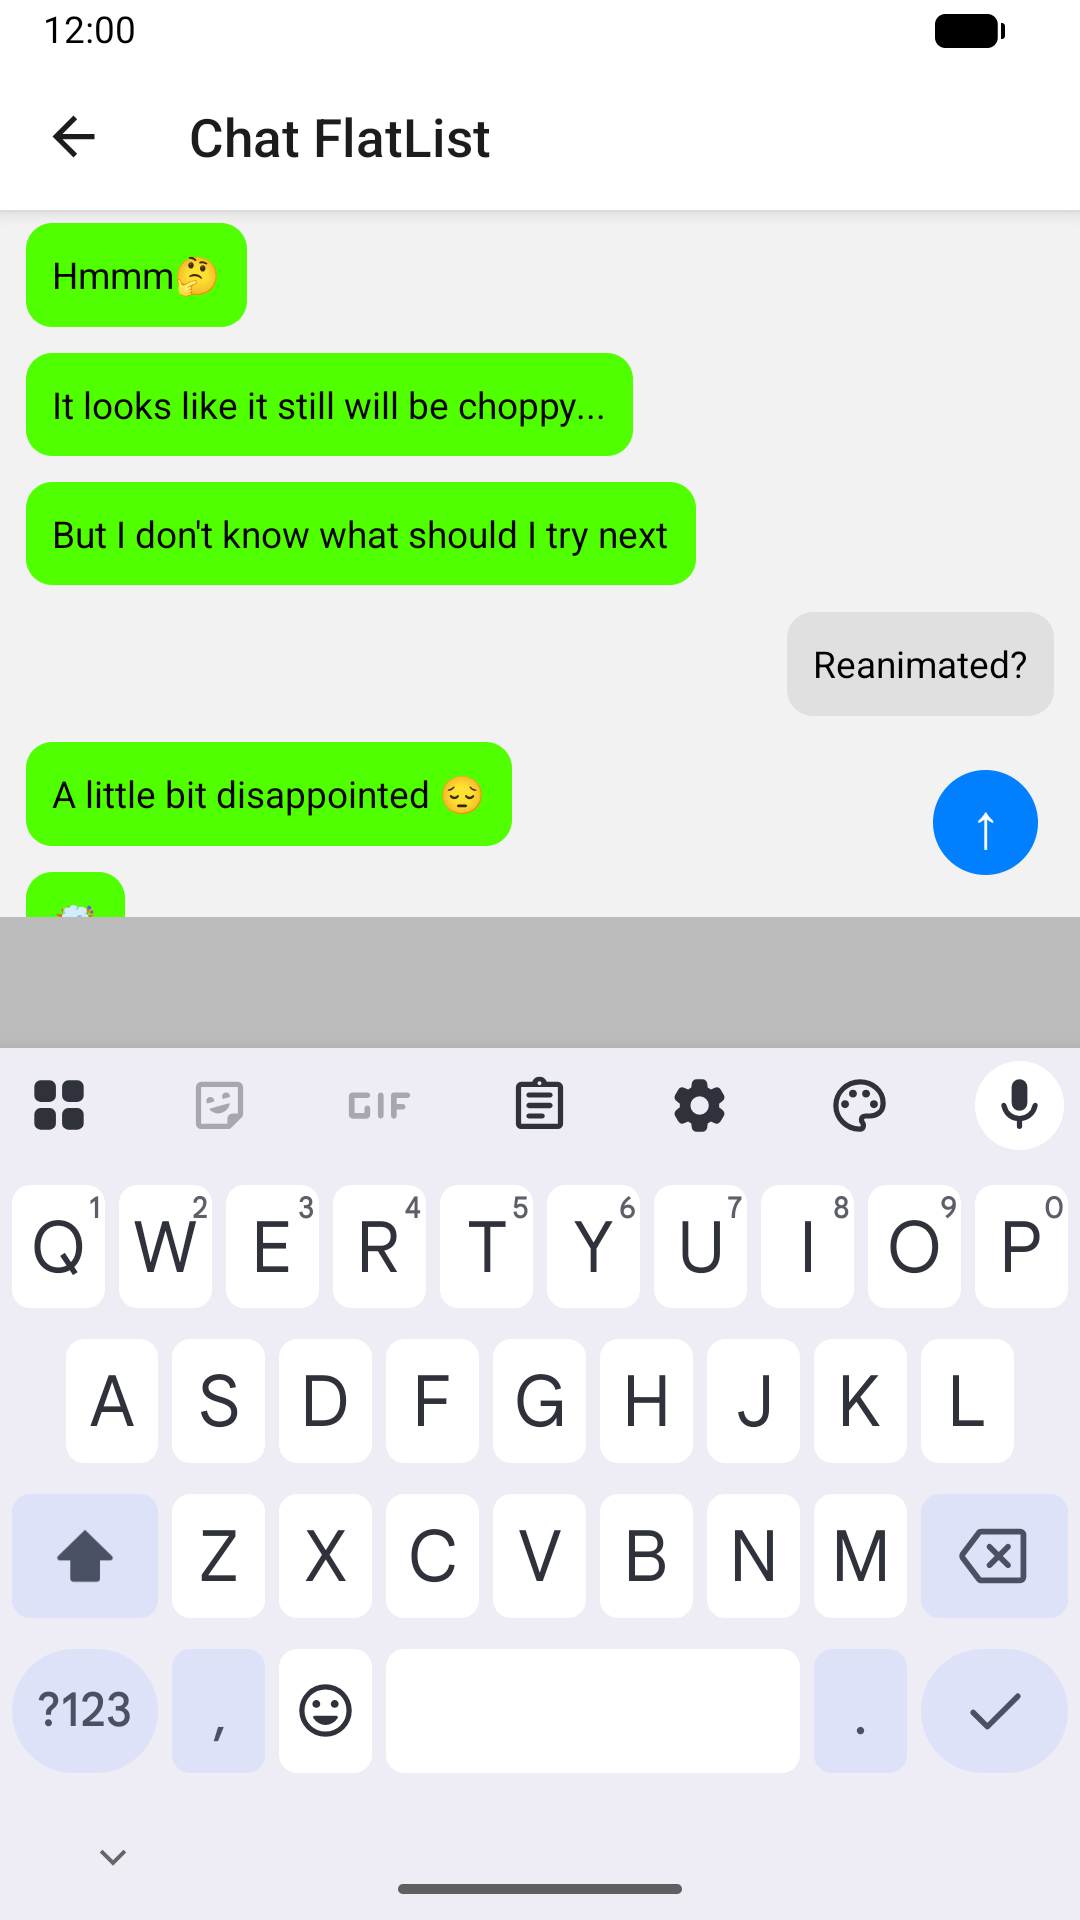 12:00
Chat FlatList
Hmmm🤔
It looks like it still will be choppy...
But I don't know what should I try next
Reanimated?
A little bit disappointed 😔
↑
GIF
Q1 W2 E3 R4 T5 Y6 U7 I8 O9 P0
A S D F G H J K L
Z X C V B N M
?123 , .